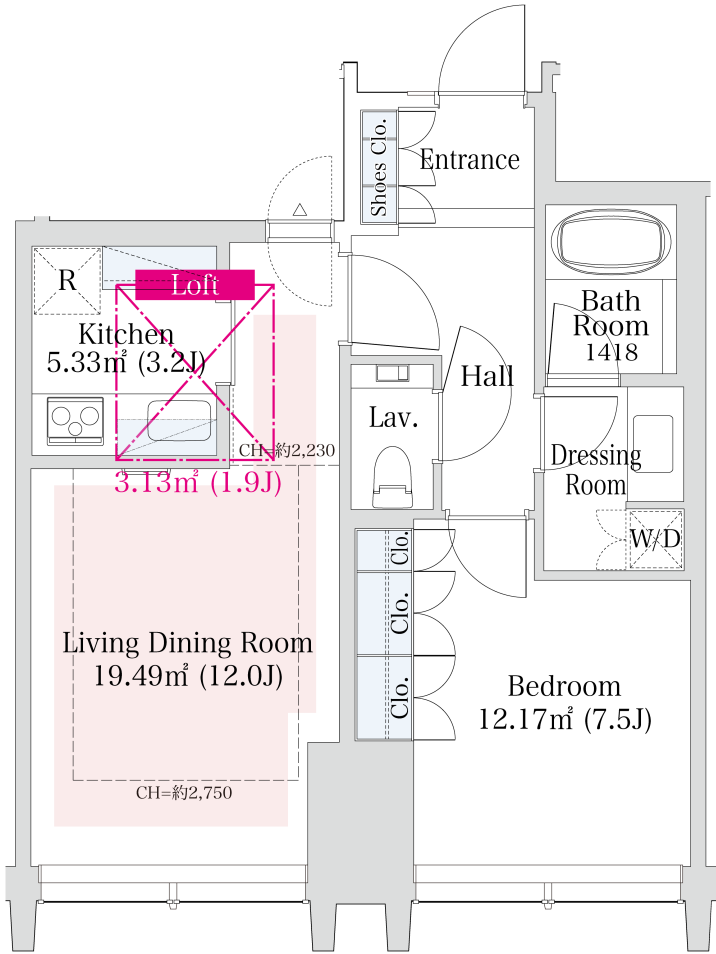 Shoes Clo.
Entrance
R
Loft
Kitchen
5.33㎡ (3.2J)
Bath
Room
1418
Hall
Lav.
CH=約2,230
3.13㎡ (1.9J)
Dressing
Room
W/D
Clo.
Clo.
Clo.
Living Dining Room
19.49㎡ (12.0J)
Bedroom
12.17㎡ (7.5J)
CH=約2,750